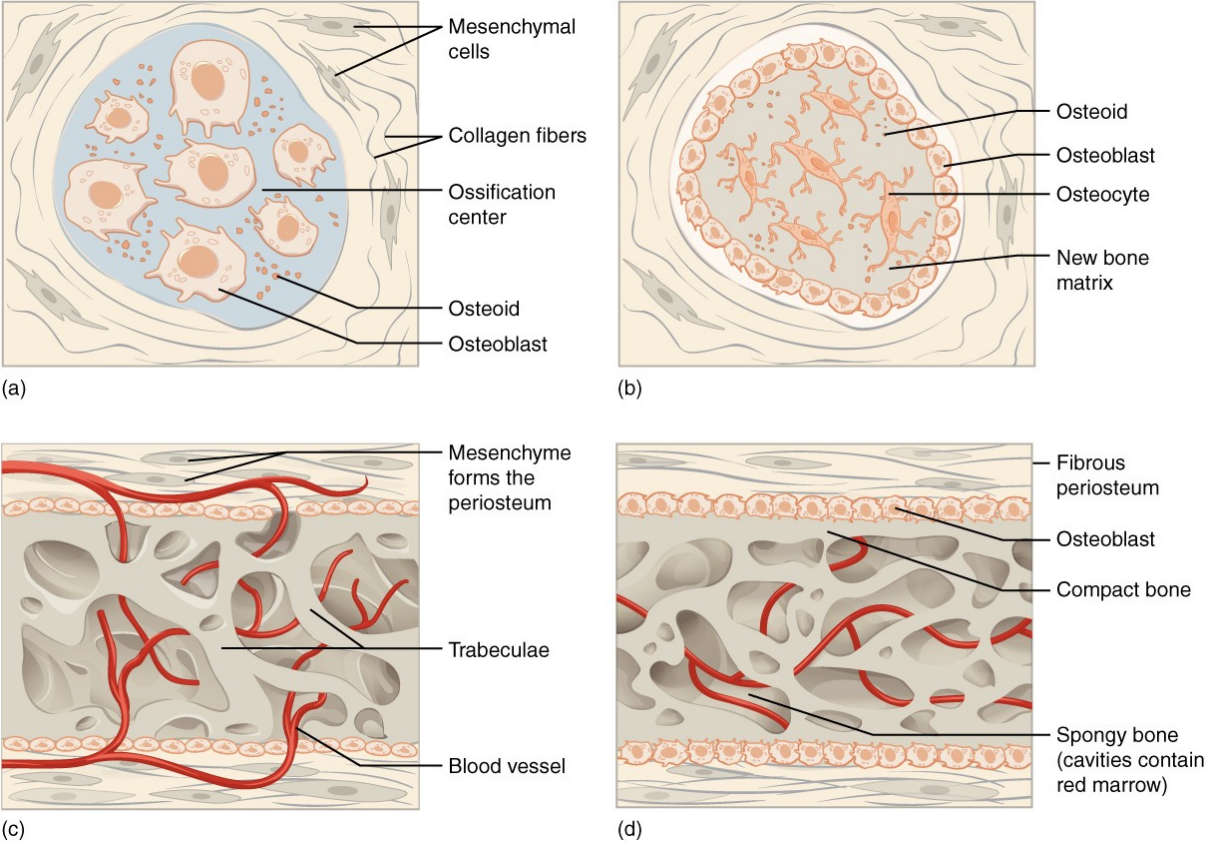 Mesenchymal
cells
Collagen fibers
Ossification
center
Osteoid
Osteoblast
(a)
Osteoid
Osteoblast
Osteocyte
New bone
matrix
(b)
Mesenchyme
forms the
periosteum
Trabeculae
Blood vessel
(c)
Fibrous
periosteum
Osteoblast
Compact bone
Spongy bone
(cavities contain
red marrow)
(d)